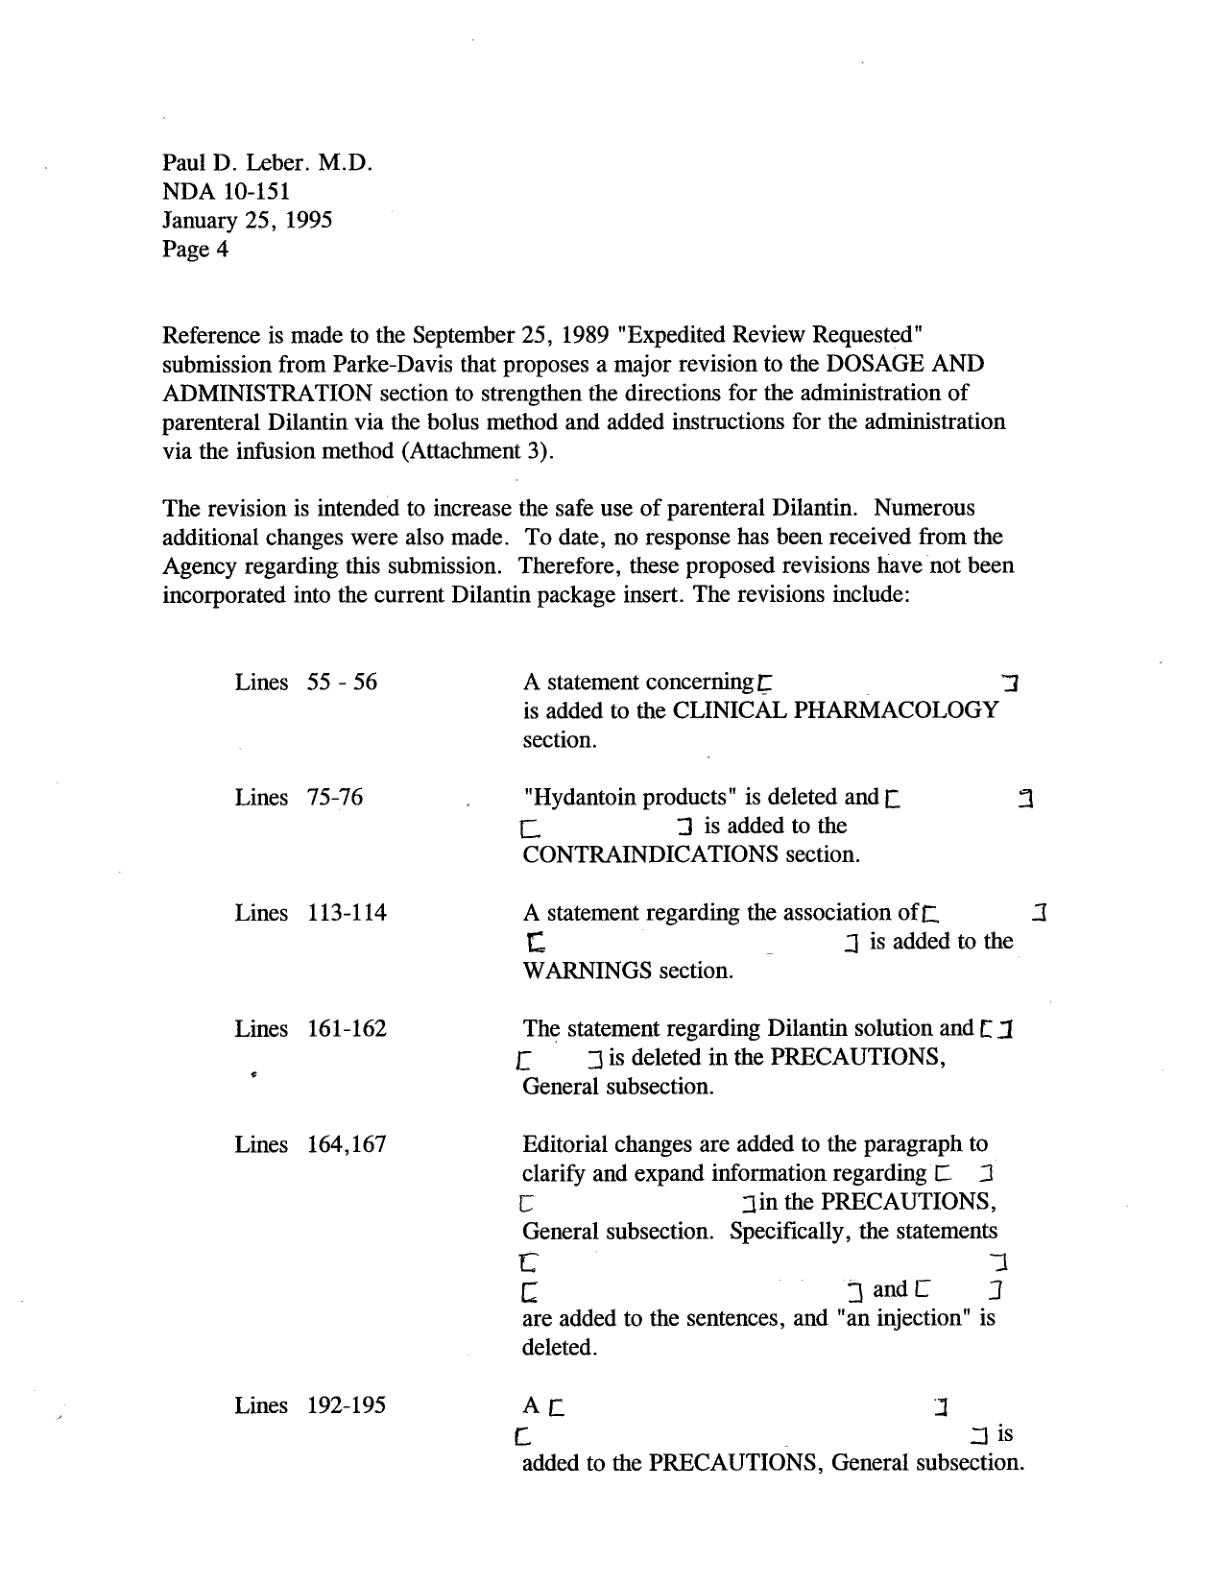 Paul D. Leber. M.D.
NDA 10-151
January 25, 1995
Page 4
Reference is made to the September 25, 1989 "Expedited Review Requested"
submission from Parke-Davis that proposes a major revision to the DOSAGE AND
ADMINISTRATION section to strengthen the directions for the administration of
parenteral Dilantin via the bolus method and added instructions for the administration
via the infusion method (Attachment 3).
The revision is intended to increase the safe use of parenteral Dilantin. Numerous
additional changes were also made. To date, no response has been received from the
Agency regarding this submission. Therefore, these proposed revisions have not been
incorporated into the current Dilantin package insert. The revisions include:
Lines 55 - 56 A statement concerning [ ]
is added to the CLINICAL PHARMACOLOGY
section.
Lines 75-76 "Hydantoin products" is deleted and [ ]
[ ] is added to the
CONTRAINDICATIONS section.
Lines 113-114 A statement regarding the association of [ ]
[ ] is added to the
WARNINGS section.
Lines 161-162 The statement regarding Dilantin solution and [ ]
[ ] is deleted in the PRECAUTIONS,
General subsection.
Lines 164,167 Editorial changes are added to the paragraph to
clarify and expand information regarding [ ]
[ ] in the PRECAUTIONS,
General subsection. Specifically, the statements
[ ]
[ ] and [ ]
are added to the sentences, and "an injection" is
deleted.
Lines 192-195 A [ ]
[ ] is
added to the PRECAUTIONS, General subsection.